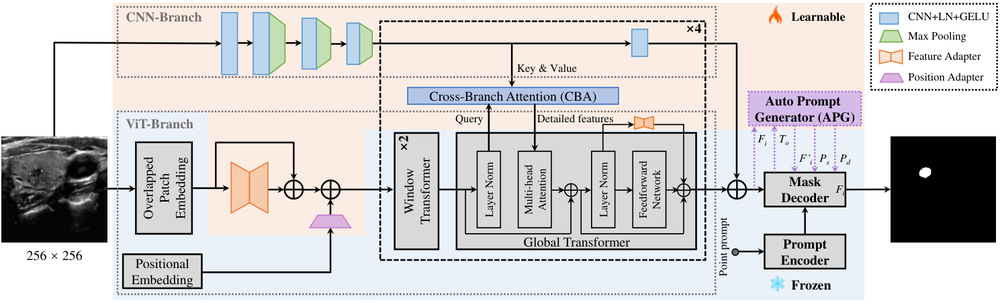 CNN-Branch
×4
Learnable
CNN+LN+GELU
Max Pooling
Feature Adapter
Position Adapter
Key & Value
Cross-Branch Attention (CBA)
Auto Prompt
Generator (APG)
ViT-Branch
Query
Detailed features
F_i
T_o
F'_i
P_s
P_d
Overlapped
Patch
Embedding
×2
Window
Transformer
Layer Norm
Multi-head
Attention
Layer Norm
Feedforward
Network
Global Transformer
Mask
Decoder
256 × 256
Positional
Embedding
Point prompt
Prompt
Encoder
Frozen